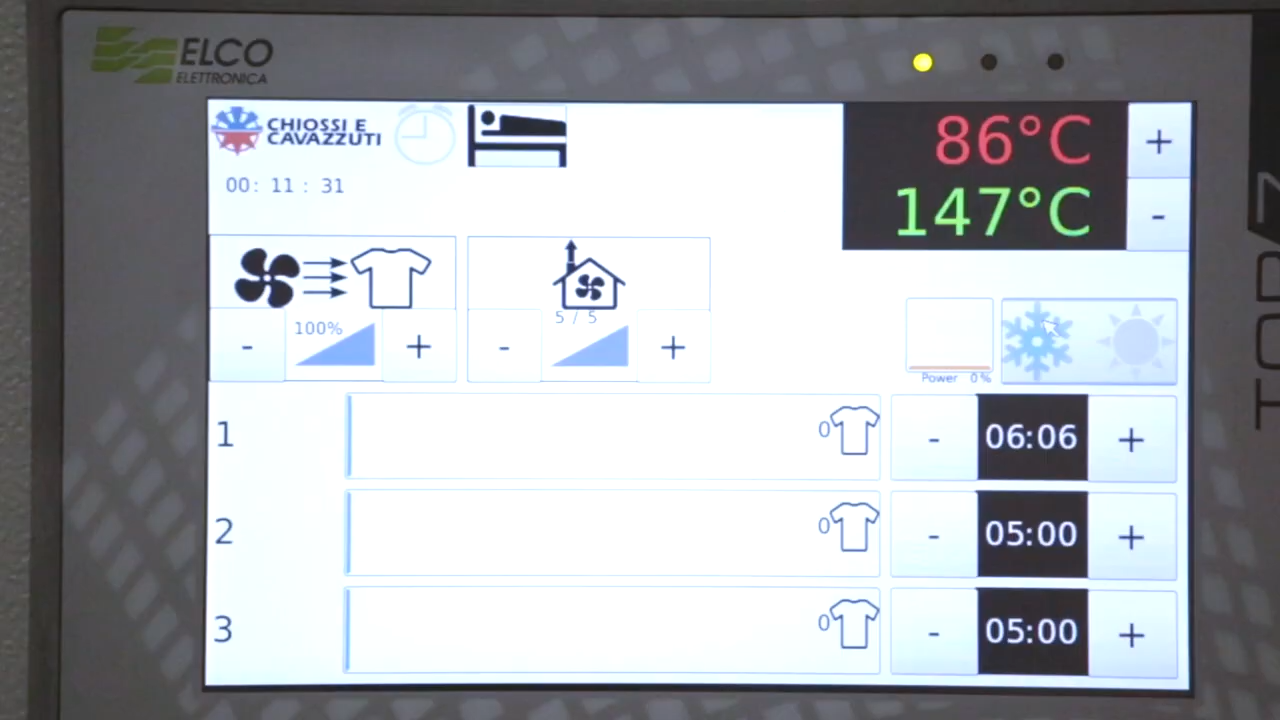 ELCO
ELETTRONICA
CHIOSSI E
CAVAZZUTI
00: 11 : 31
86°C
+
147°C
-
- 100% +
- 5 / 5 +
Power 0%
1 0 - 06:06 +
2 0 - 05:00 +
3 0 - 05:00 +